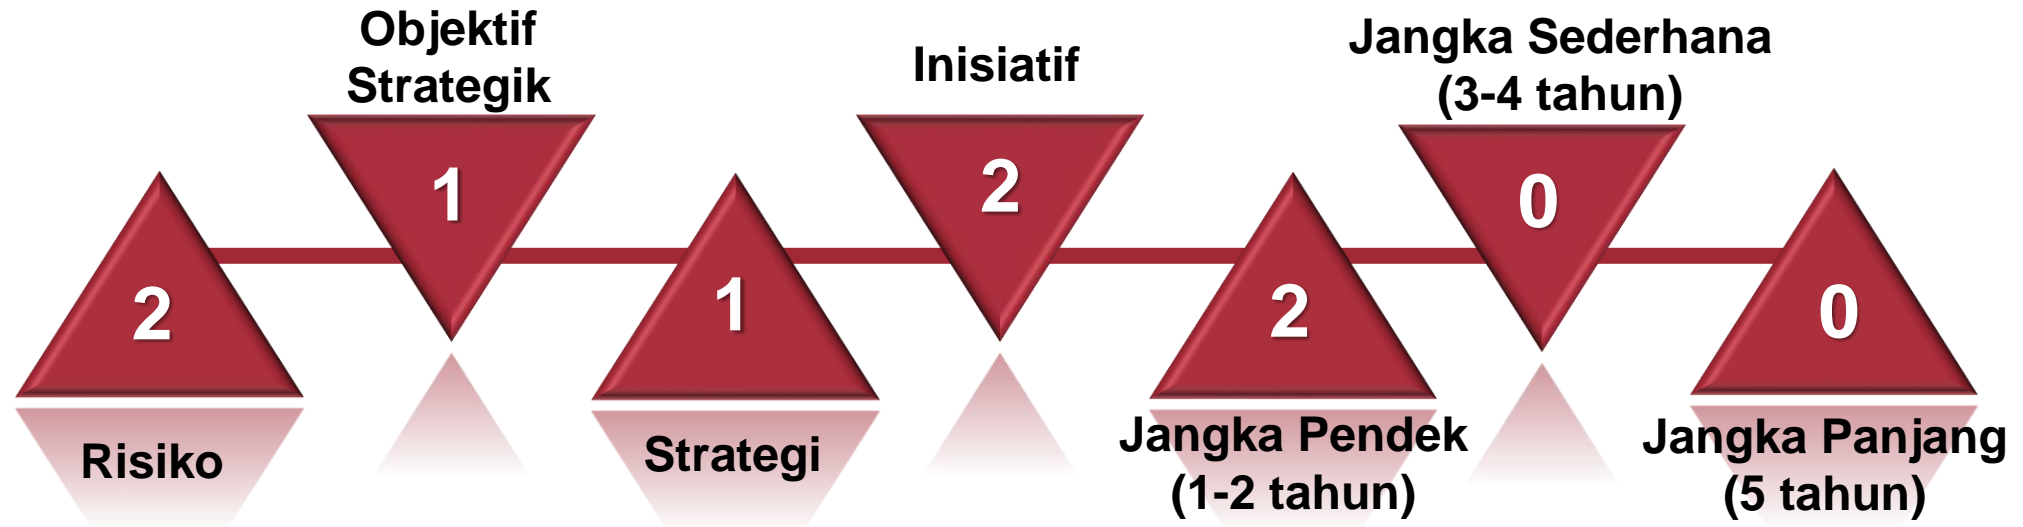 2
Risiko
Objektif
Strategik
1
1
Strategi
Inisiatif
2
2
Jangka Pendek
(1-2 tahun)
Jangka Sederhana
(3-4 tahun)
0
0
Jangka Panjang
(5 tahun)